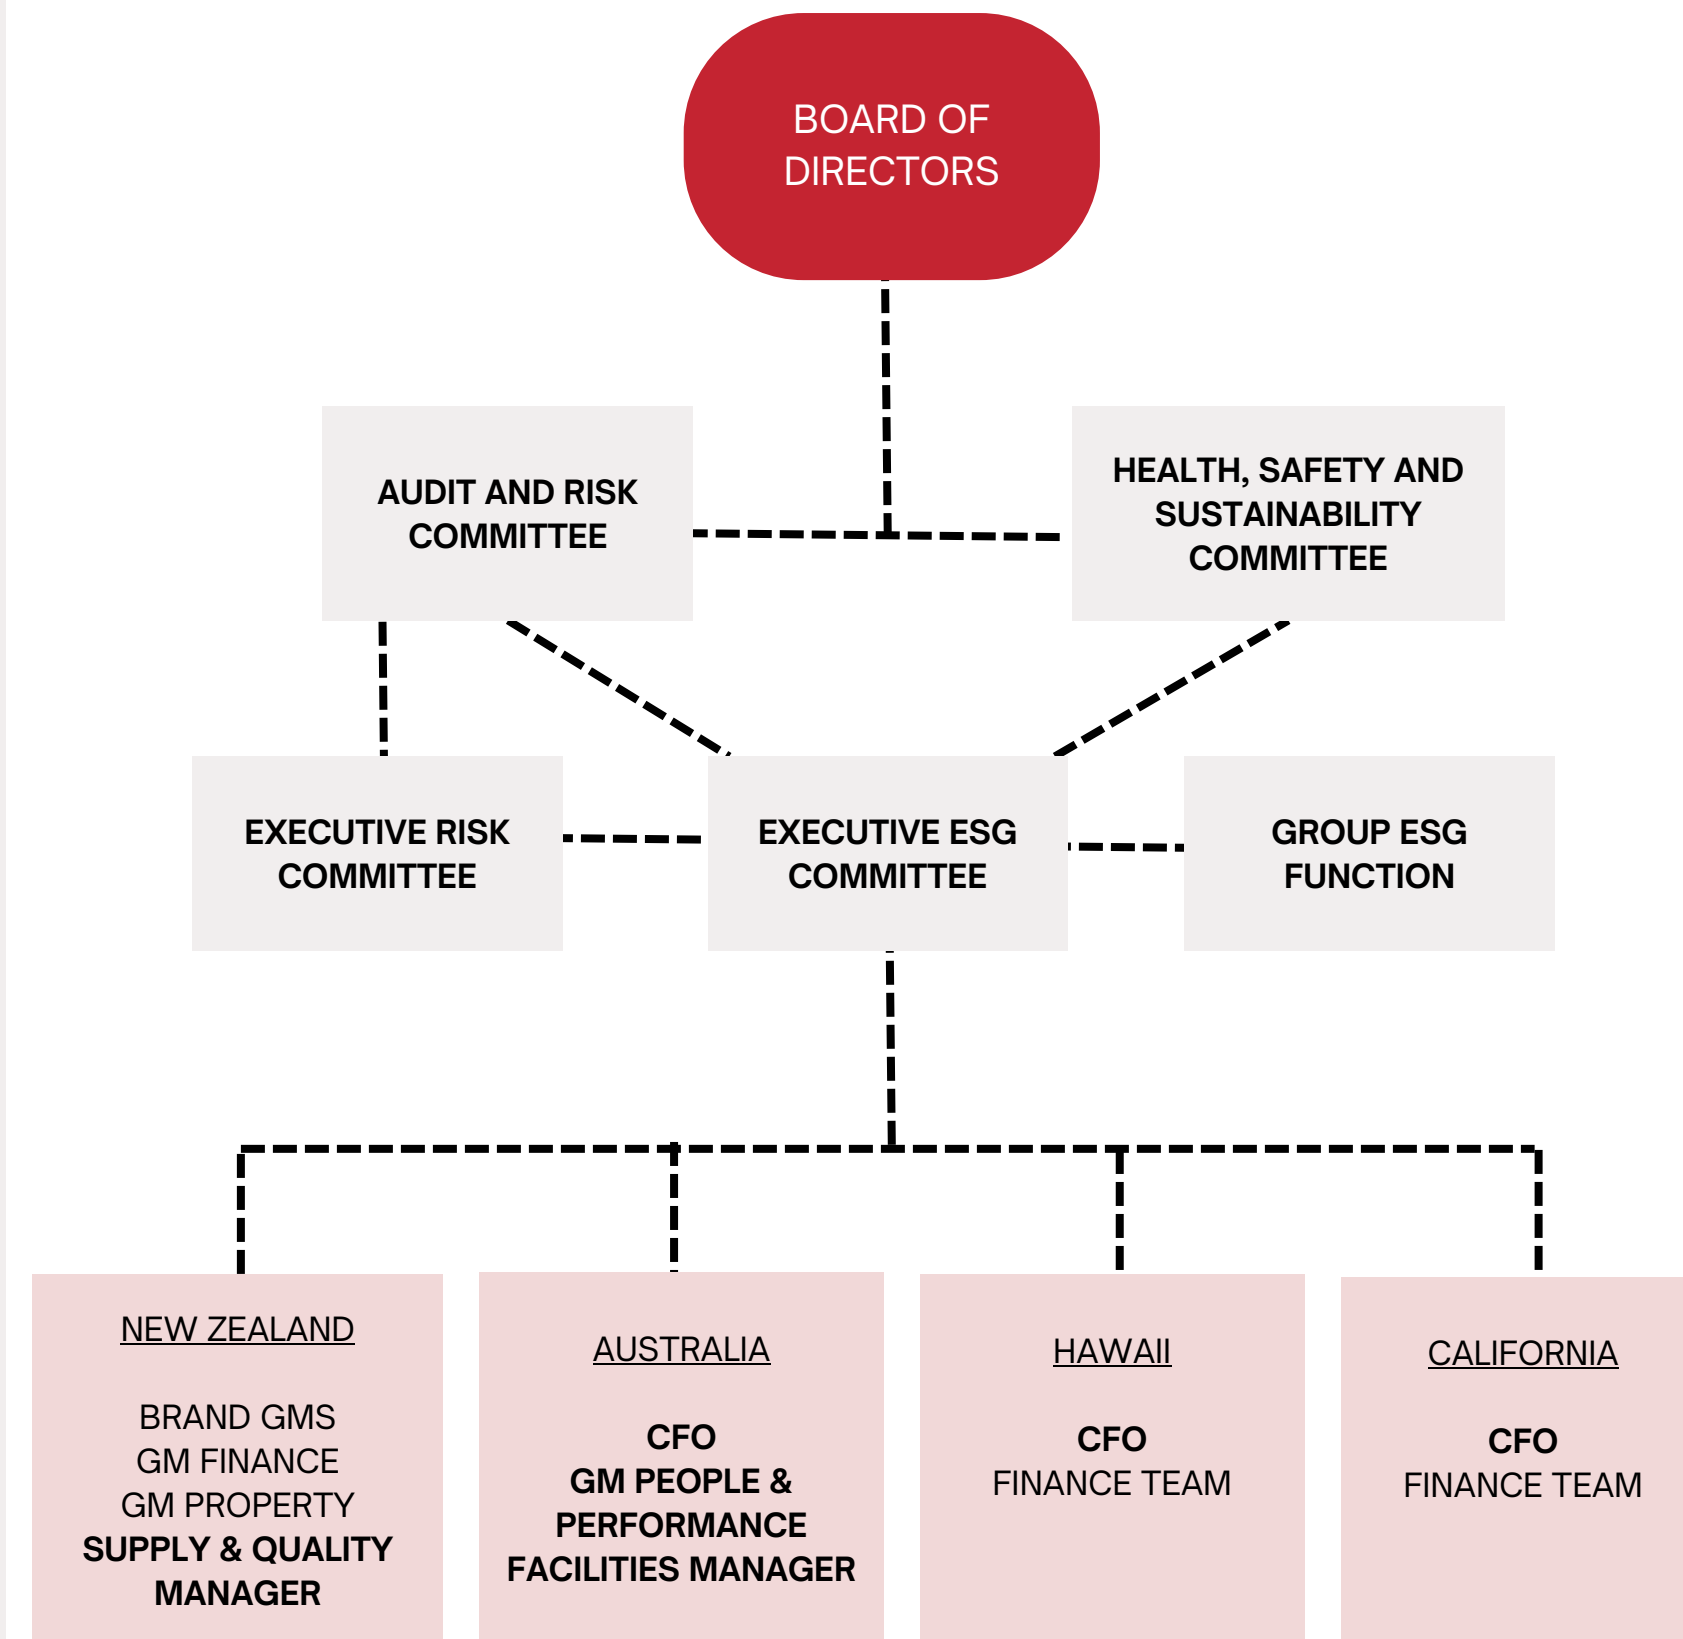 BOARD OF
DIRECTORS
AUDIT AND RISK
COMMITTEE
HEALTH, SAFETY AND
SUSTAINABILITY
COMMITTEE
EXECUTIVE RISK
COMMITTEE
EXECUTIVE ESG
COMMITTEE
GROUP ESG
FUNCTION
NEW ZEALAND
BRAND GMS
GM FINANCE
GM PROPERTY
SUPPLY & QUALITY
MANAGER
AUSTRALIA
CFO
GM PEOPLE &
PERFORMANCE
FACILITIES MANAGER
HAWAII
CFO
FINANCE TEAM
CALIFORNIA
CFO
FINANCE TEAM